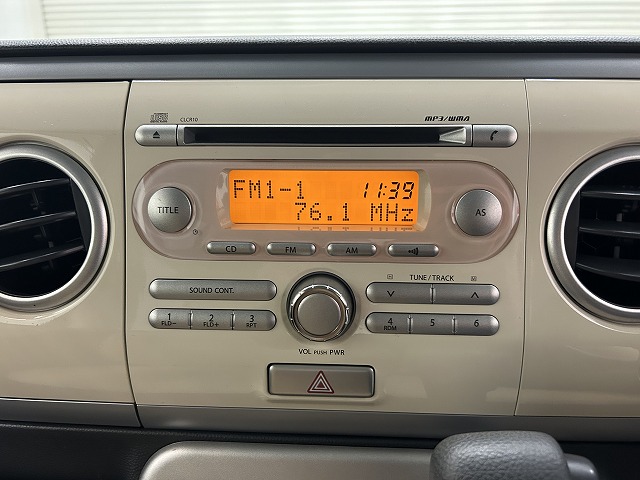 CLCR10
MP3/WMA
FM1-1 11:39
76.1 MHz
TITLE
AS
CD
FM
AM
SOUND CONT.
TUNE/TRACK
1 2 3
FLD− FLD+ RPT
4 5 6
RDM
VOL PUSH PWR